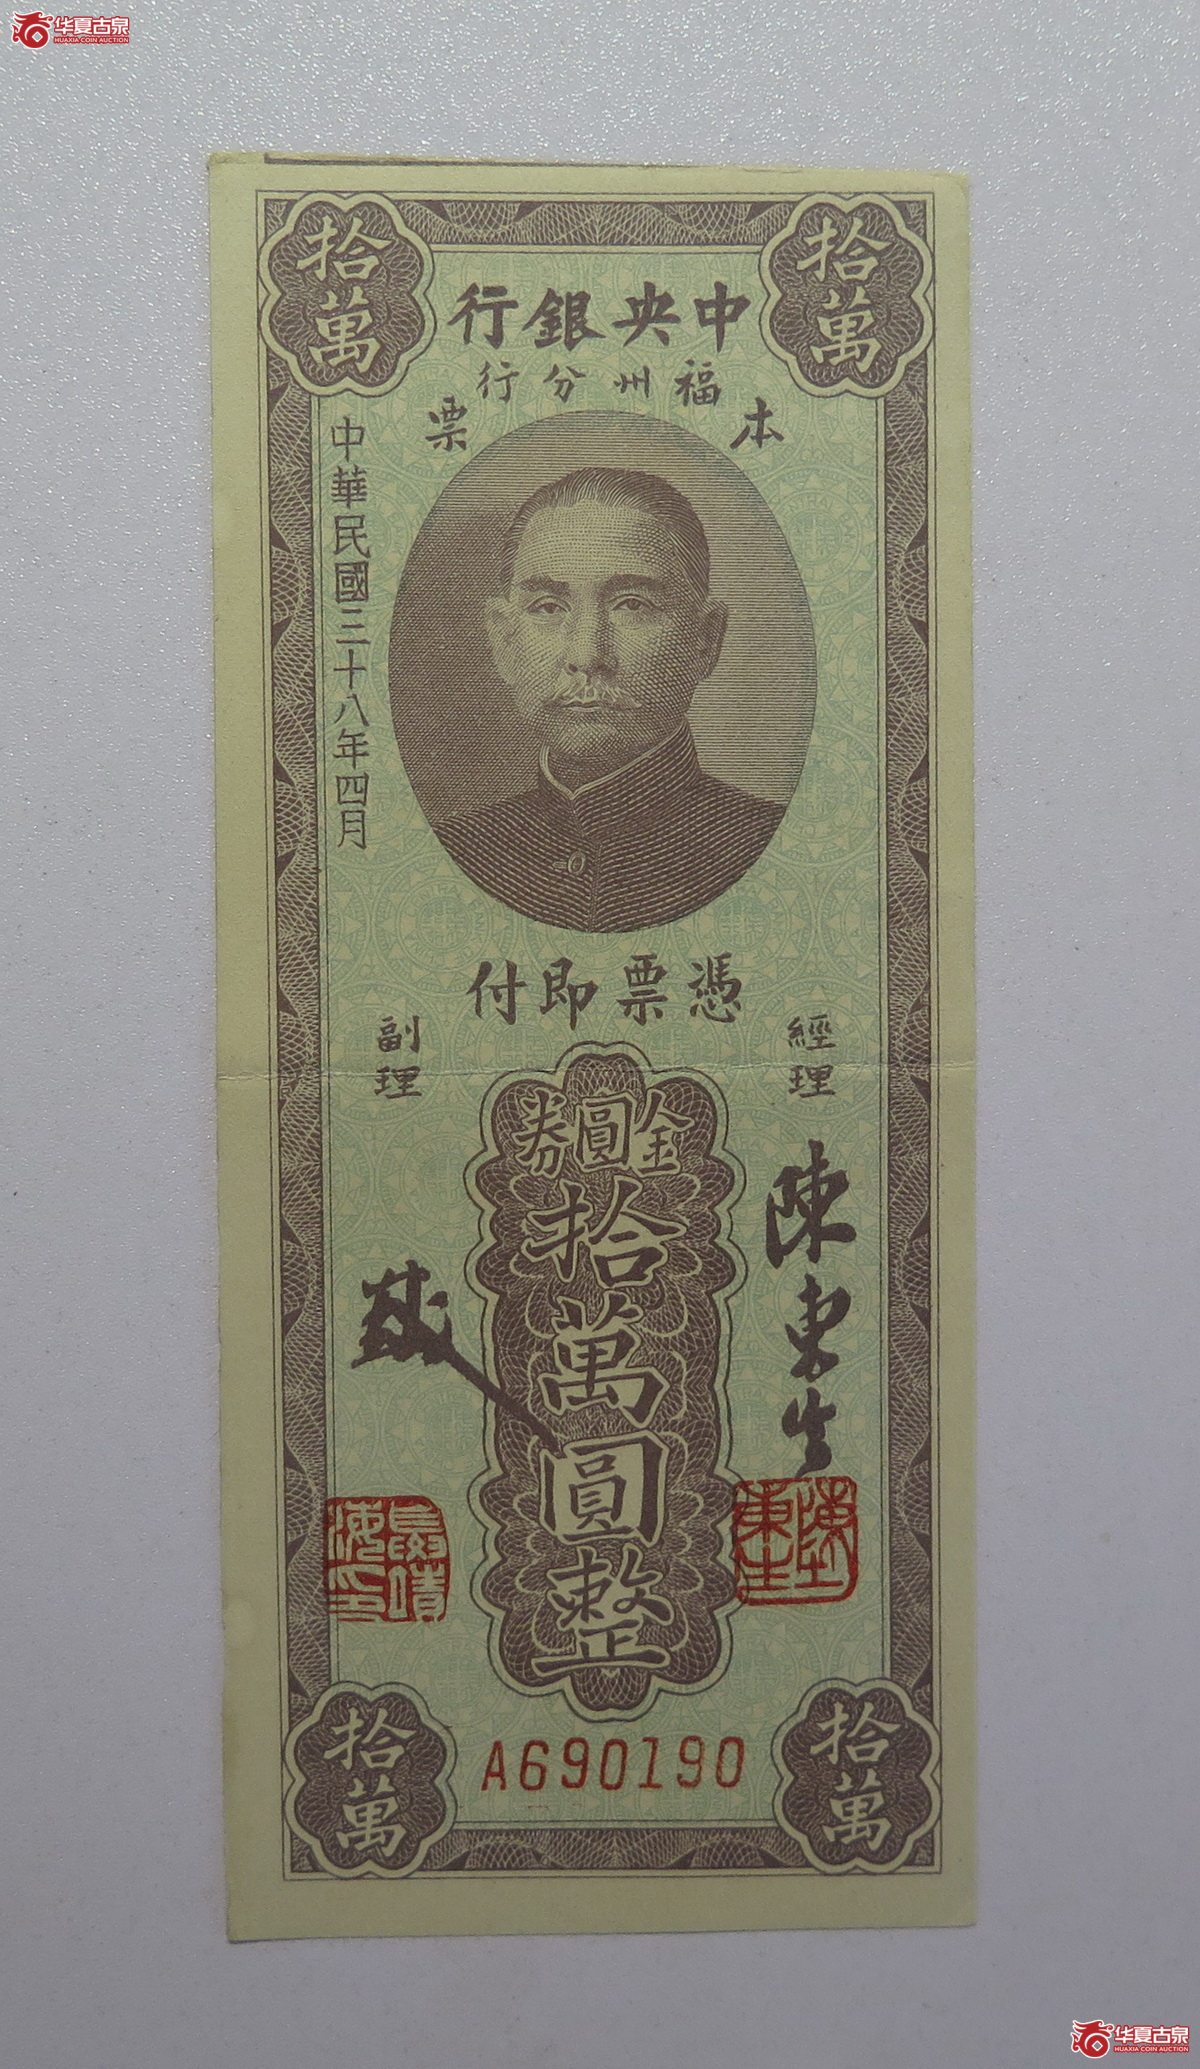 华夏古泉
HUAXIA COIN AUCTION
拾萬
拾萬
中央銀行
福州分行
本票
中華民國三十八年四月
憑票即付
經理
副理
金圓券
拾萬圓整
陳東生
陳東生
A690190
拾萬
拾萬
华夏古泉
HUAXIA COIN AUCTION